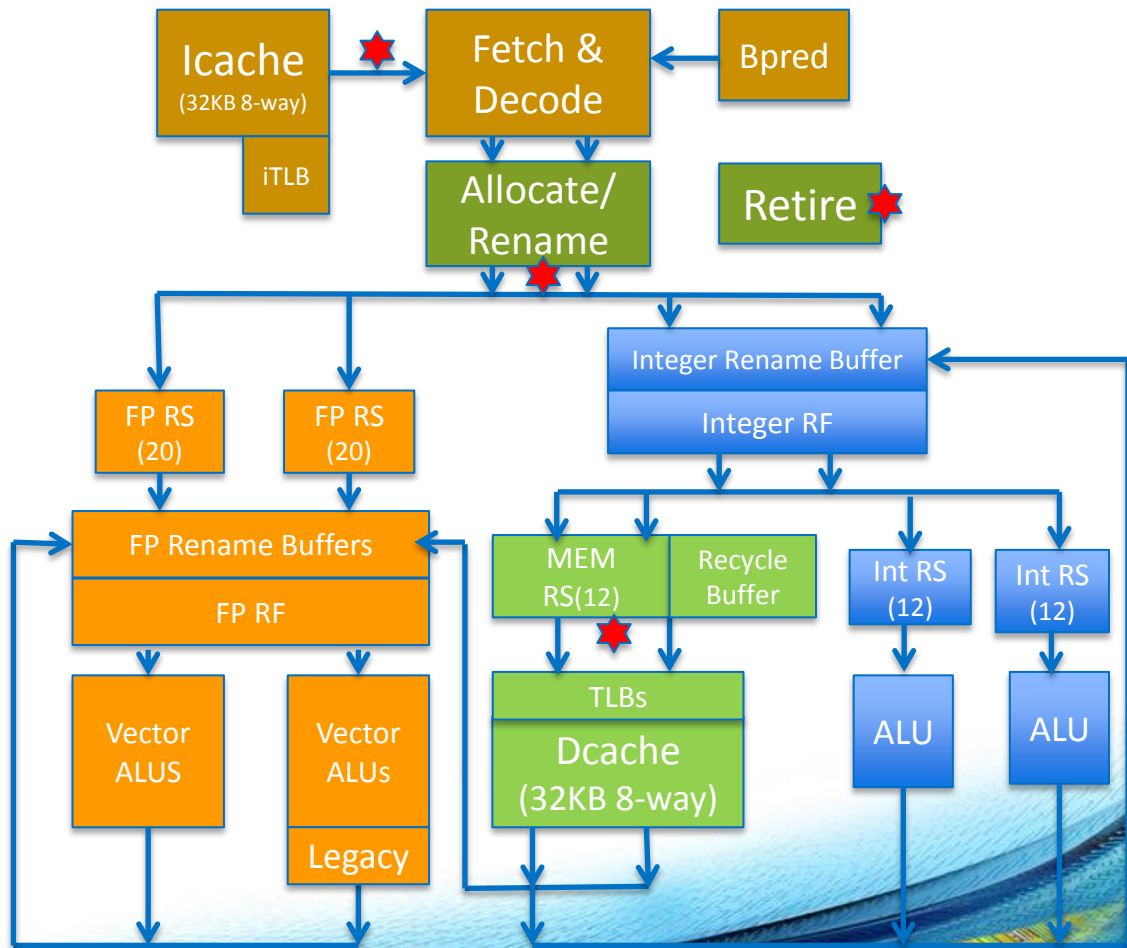 Icache
(32KB 8-way)
iTLB
Fetch &
Decode
Bpred
Allocate/
Rename
Retire
Integer Rename Buffer
Integer RF
FP RS
(20)
FP RS
(20)
FP Rename Buffers
FP RF
MEM
RS(12)
Recycle
Buffer
Int RS
(12)
Int RS
(12)
Vector
ALUS
Vector
ALUs
Legacy
TLBs
Dcache
(32KB 8-way)
ALU
ALU